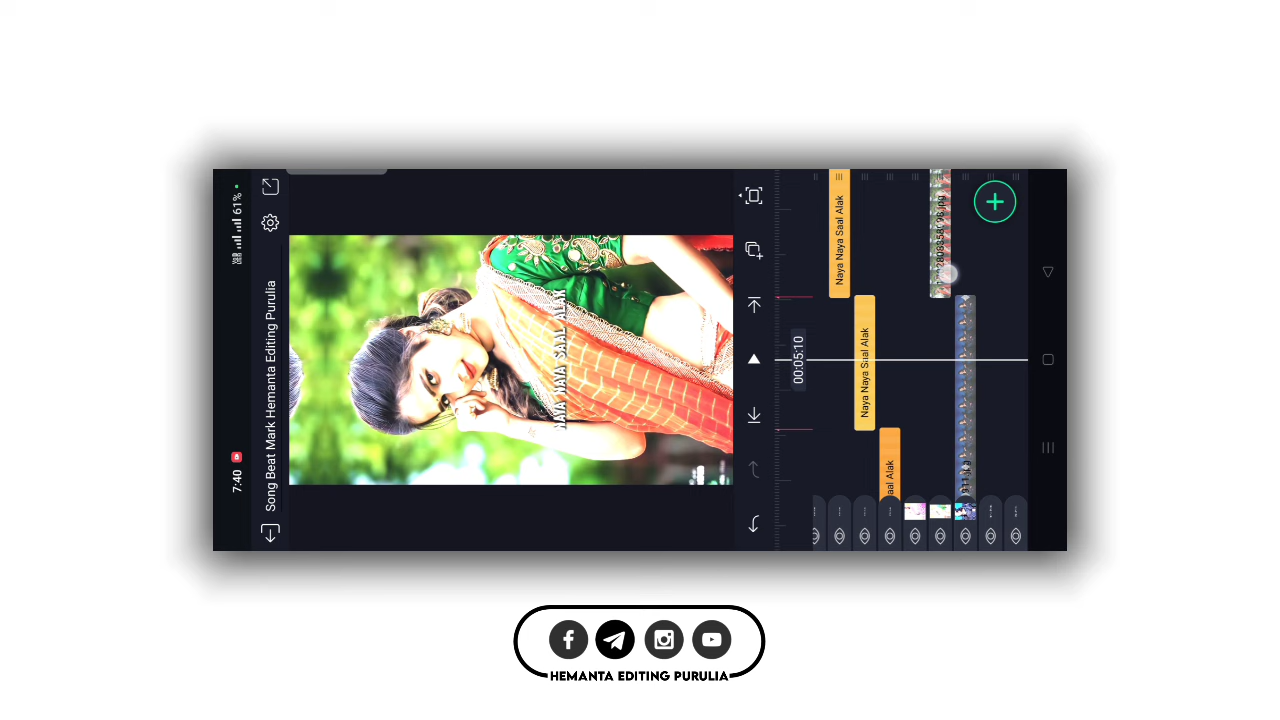 7:40
61%
Song Beat Mark Hemanta Editing Purulia
NAYA NAYA SAAL ALAK
00:05:10
Naya Naya Saal Alak
Naya Naya Saal Alak
aal Alak
HEMANTA EDITING PURULIA